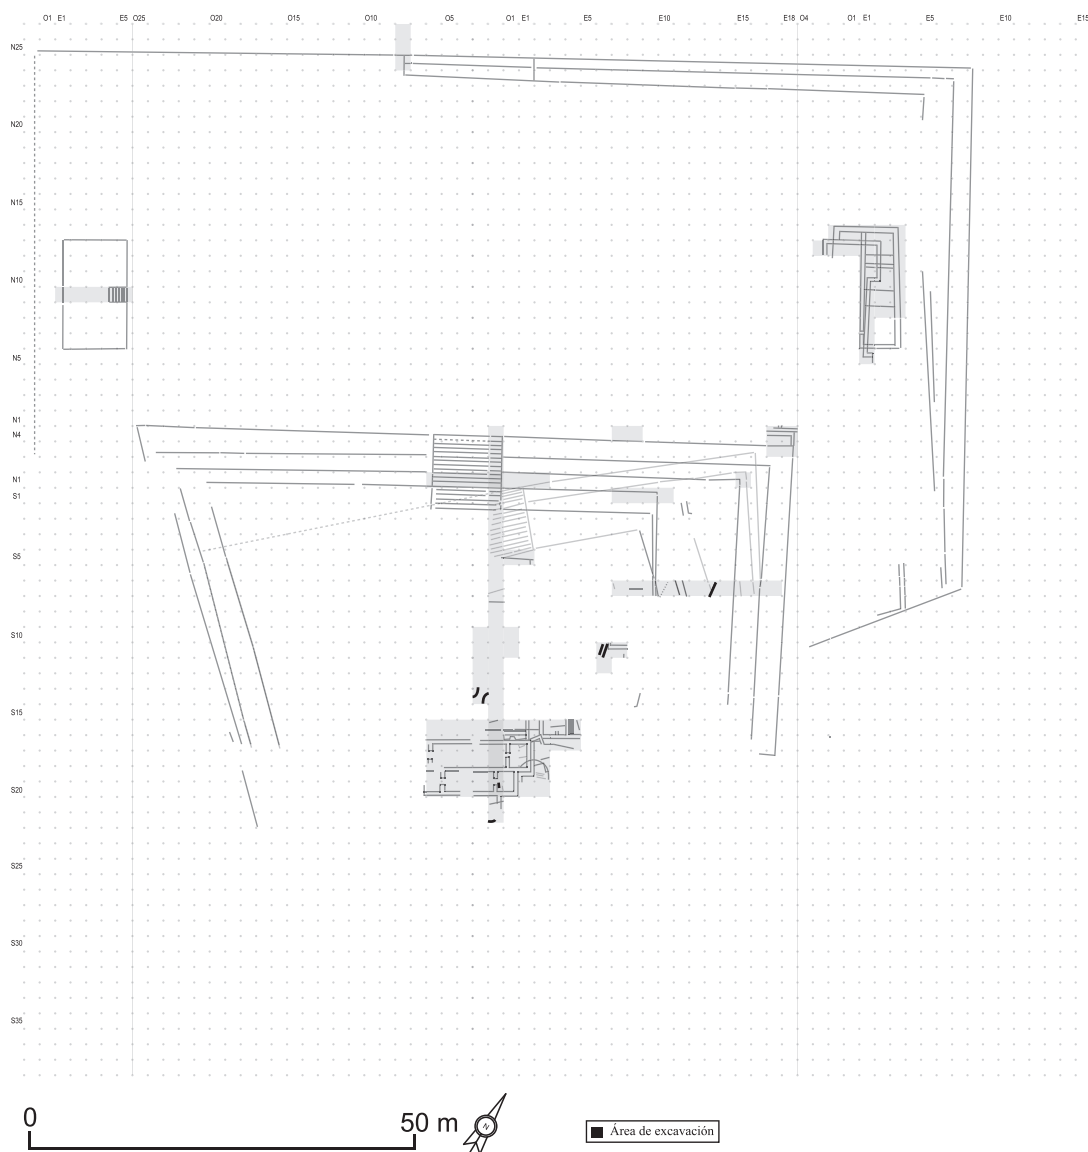 O1 E1 E5 O25 O20 O15 O10 O5 O1 E1 E5 E10 E15 E18 O4 O1 E1 E5 E10 E15
N25
N20
N15
N10
N5
N1
N4
N1
S1
S5
S10
S15
S20
S25
S30
S35
0 50 m
N
Área de excavación